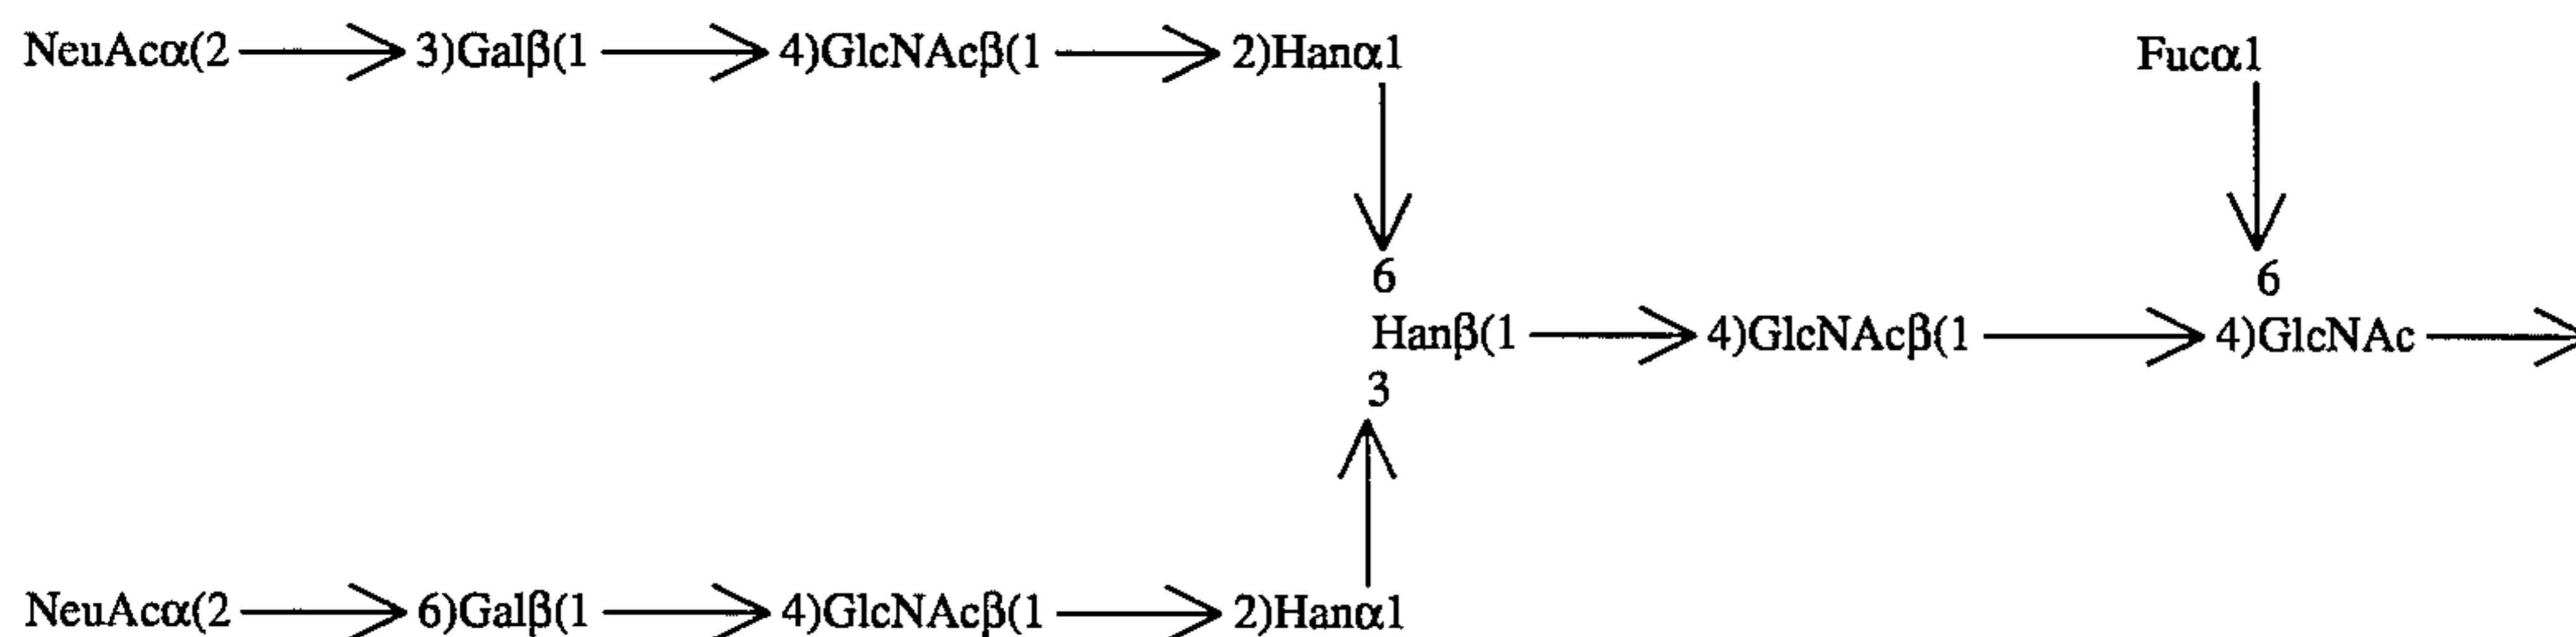 NeuAcα(2 → 3)Galβ(1 → 4)GlcNAcβ(1 → 2)Hanα1 Fucα1
6 6
Hanβ(1 → 4)GlcNAcβ(1 → 4)GlcNAc →
3
NeuAcα(2 → 6)Galβ(1 → 4)GlcNAcβ(1 → 2)Hanα1